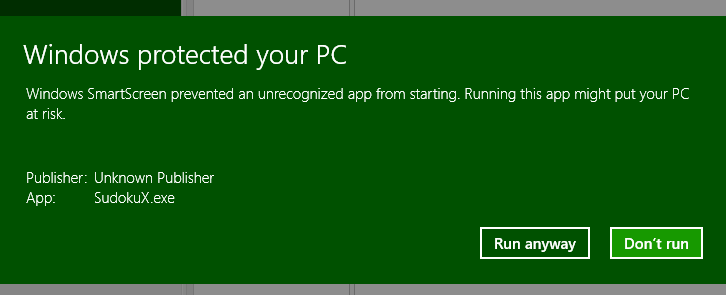 Windows protected your PC
Windows SmartScreen prevented an unrecognized app from starting. Running this app might put your PC
at risk.
Publisher: Unknown Publisher
App: SudokuX.exe
Run anyway Don't run